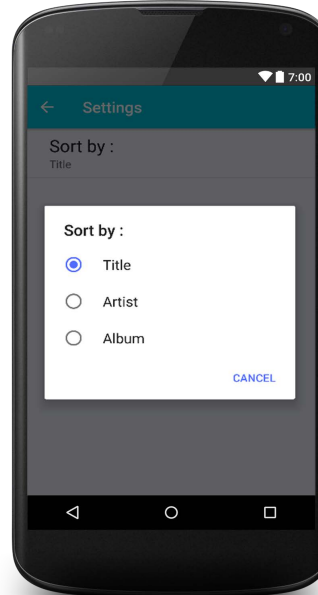 7:00
Settings
Sort by :
Title
Sort by :
Title
Artist
Album
CANCEL